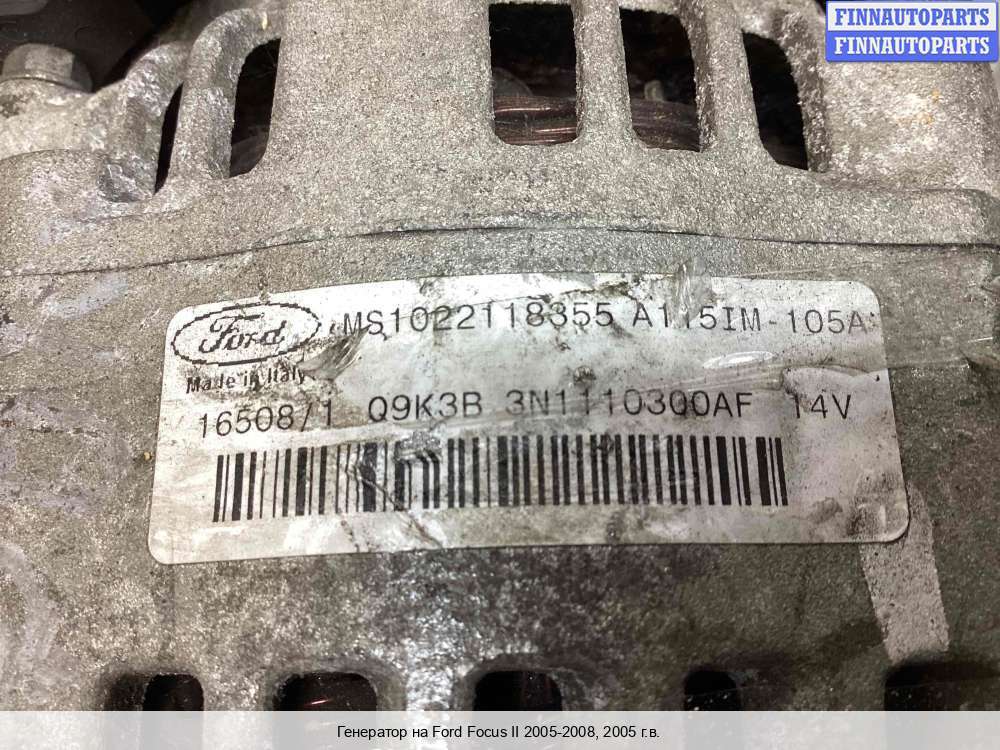 FINNAUTOPARTS
FINNAUTOPARTS
Ford MS1022118355 A115IM-105A
Made in Italy
16508/1 Q9K3B 3N1110300AF 14V
Генератор на Ford Focus II 2005-2008, 2005 г.в.